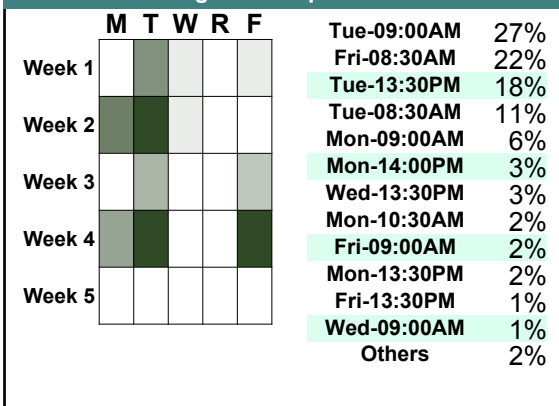 M T W R F
Week 1
Week 2
Week 3
Week 4
Week 5
Tue-09:00AM 27%
Fri-08:30AM 22%
Tue-13:30PM 18%
Tue-08:30AM 11%
Mon-09:00AM 6%
Mon-14:00PM 3%
Wed-13:30PM 3%
Mon-10:30AM 2%
Fri-09:00AM 2%
Mon-13:30PM 2%
Fri-13:30PM 1%
Wed-09:00AM 1%
Others 2%